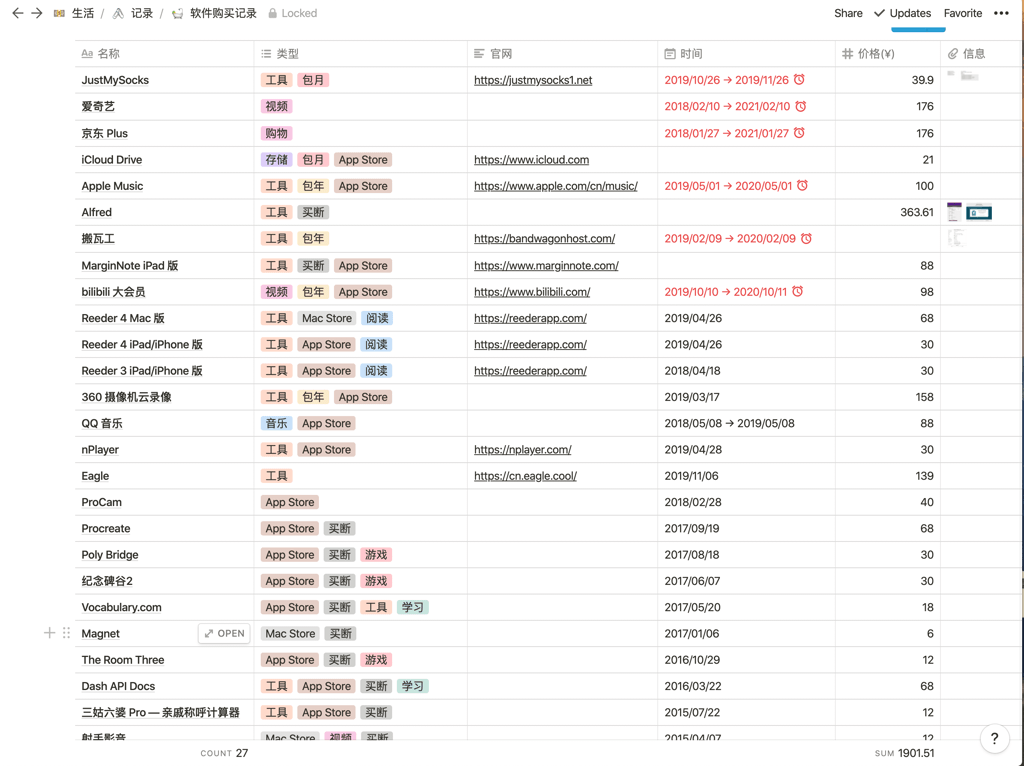 生活 / 记录 / 软件购买记录 Locked Share Updates Favorite •••
Aa 名称 类型 官网 时间 # 价格(¥) 信息
JustMySocks 工具 包月 https://justmysocks1.net 2019/10/26 → 2019/11/26 39.9
爱奇艺 视频 2018/02/10 → 2021/02/10 176
京东 Plus 购物 2018/01/27 → 2021/01/27 176
iCloud Drive 存储 包月 App Store https://www.icloud.com 21
Apple Music 工具 包年 App Store https://www.apple.com/cn/music/ 2019/05/01 → 2020/05/01 100
Alfred 工具 买断 363.61
搬瓦工 工具 包年 https://bandwagonhost.com/ 2019/02/09 → 2020/02/09
MarginNote iPad 版 工具 买断 App Store https://www.marginnote.com/ 88
bilibili 大会员 视频 包年 App Store https://www.bilibili.com/ 2019/10/10 → 2020/10/11 98
Reeder 4 Mac 版 工具 Mac Store 阅读 https://reederapp.com/ 2019/04/26 68
Reeder 4 iPad/iPhone 版 工具 App Store 阅读 https://reederapp.com/ 2019/04/26 30
Reeder 3 iPad/iPhone 版 工具 App Store 阅读 https://reederapp.com/ 2018/04/18 30
360 摄像机云录像 工具 包年 App Store 2019/03/17 158
QQ 音乐 音乐 App Store 2018/05/08 → 2019/05/08 88
nPlayer 工具 App Store https://nplayer.com/ 2019/04/28 30
Eagle 工具 https://cn.eagle.cool/ 2019/11/06 139
ProCam App Store 2018/02/28 40
Procreate App Store 买断 2017/09/19 68
Poly Bridge App Store 买断 游戏 2017/08/18 30
纪念碑谷2 App Store 买断 游戏 2017/06/07 30
Vocabulary.com App Store 买断 工具 学习 2017/05/20 18
Magnet OPEN Mac Store 买断 2017/01/06 6
The Room Three App Store 买断 游戏 2016/10/29 12
Dash API Docs 工具 App Store 买断 学习 2016/03/22 68
三姑六婆 Pro — 亲戚称呼计算器 工具 App Store 买断 2015/07/22 12
射手影音 Mac Store 视频 买断 2015/04/07 12
COUNT 27 SUM 1901.51
?